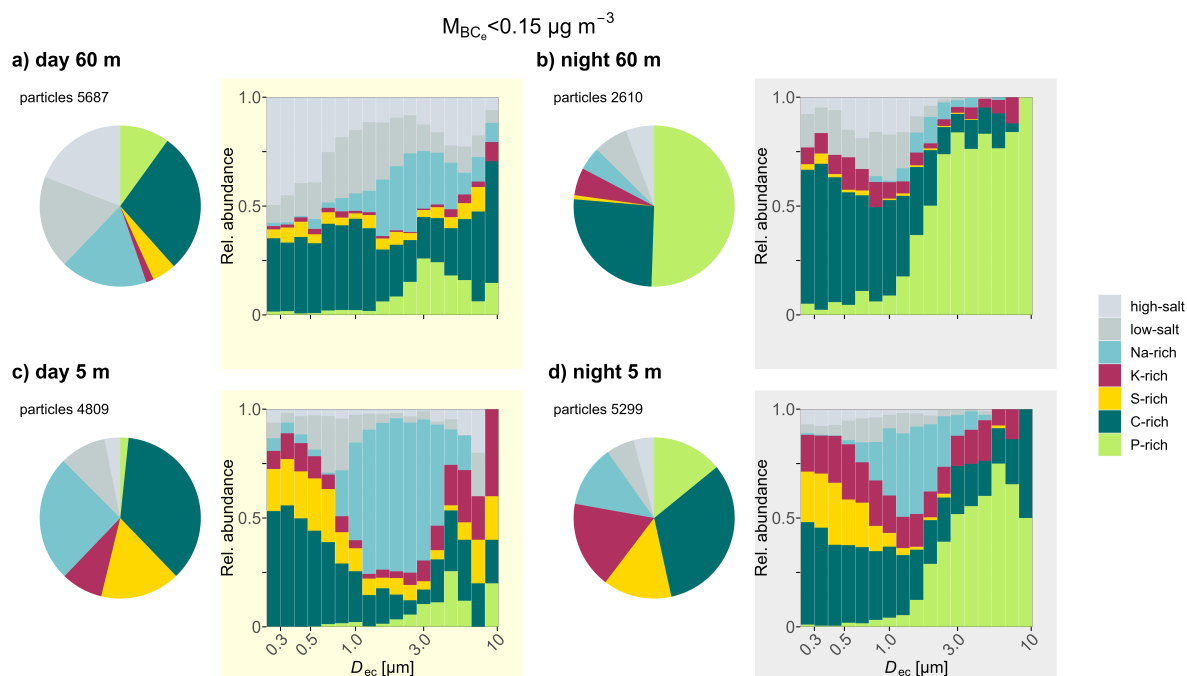 M_BCe<0.15 µg m⁻³
a) day 60 m
particles 5687
1.0
0.5
0
Rel. abundance
b) night 60 m
particles 2610
1.0
0.5
0
Rel. abundance
c) day 5 m
particles 4809
1.0
0.5
0
Rel. abundance
0.3 0.5 1.0 3.0 10
D_ec [µm]
d) night 5 m
particles 5299
1.0
0.5
0
Rel. abundance
0.3 0.5 1.0 3.0 10
D_ec [µm]
high-salt
low-salt
Na-rich
K-rich
S-rich
C-rich
P-rich